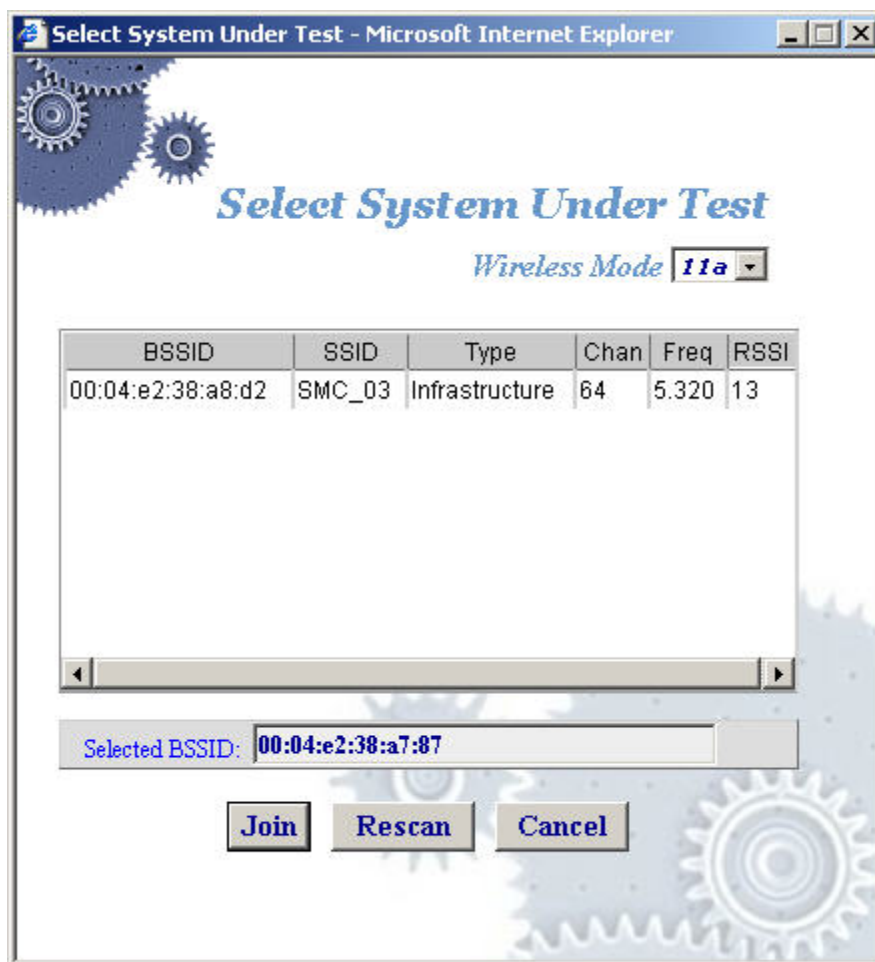 Select System Under Test - Microsoft Internet Explorer
Select System Under Test
Wireless Mode 11a
BSSID SSID Type Chan Freq RSSI
00:04:e2:38:a8:d2 SMC_03 Infrastructure 64 5.320 13
Selected BSSID: 00:04:e2:38:a7:87
Join Rescan Cancel